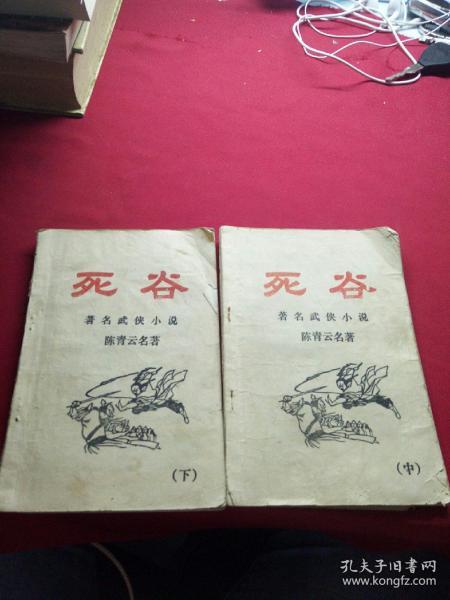 死谷
著名武侠小说
陈青云名著
（下）
死谷
著名武侠小说
陈青云名著
（中）
孔夫子旧书网
www.kongfz.com